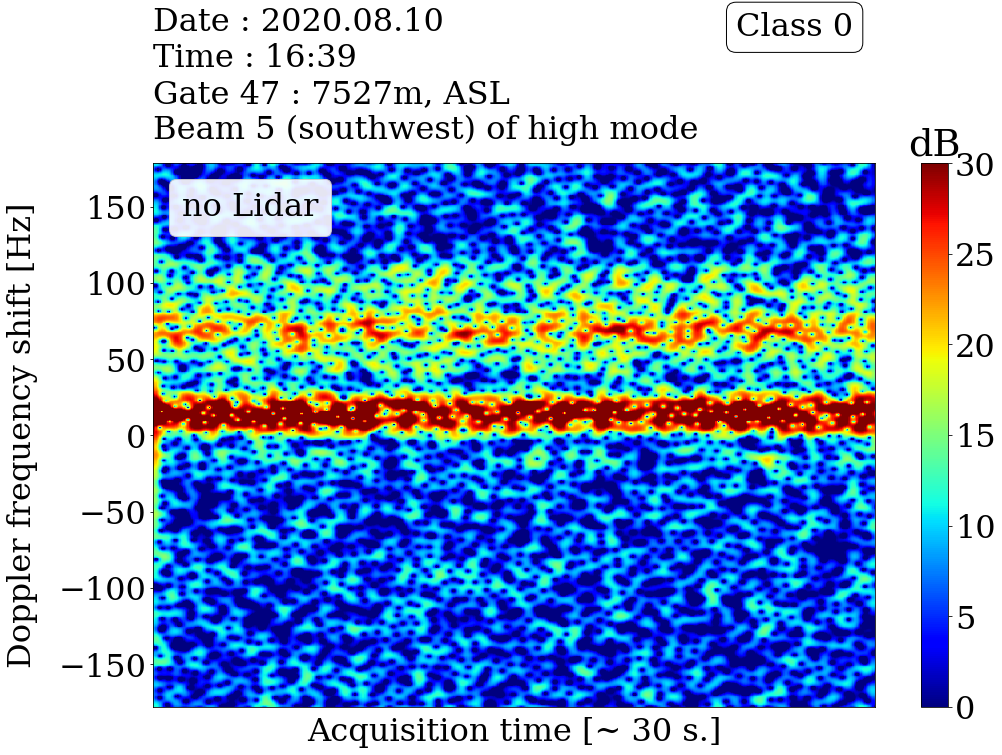 Date : 2020.08.10
Time : 16:39
Gate 47 : 7527m, ASL
Beam 5 (southwest) of high mode
Class 0
dB
no Lidar
Doppler frequency shift [Hz]
150
100
50
0
−50
−100
−150
30
25
20
15
10
5
0
Acquisition time [~ 30 s.]